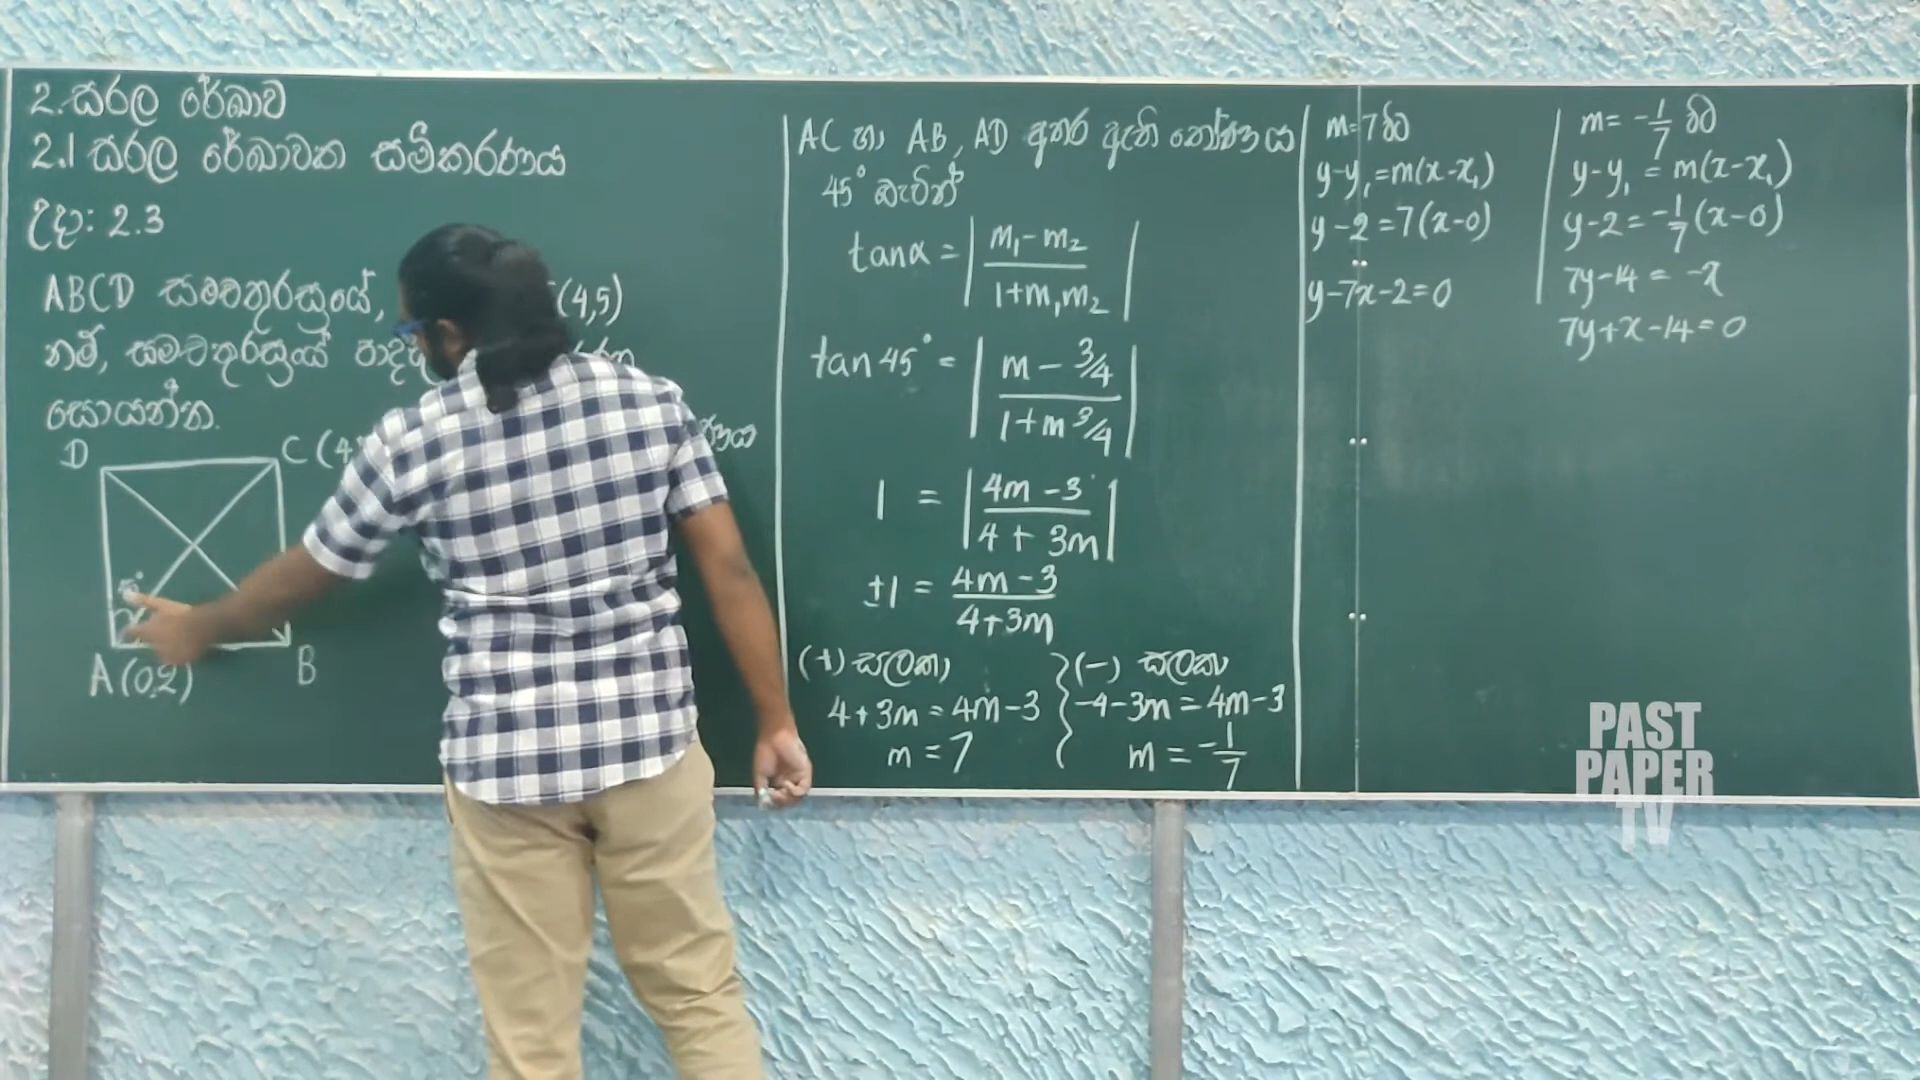 2. සරල රේඛාව
2.1 සරල රේඛාවක සමීකරණය
උදා: 2.3
ABCD සමචතුරස්‍රයේ, (4,5)
නම්, සමචතුරස්‍රයේ
සොයන්න.
D
C (4,
45°
A (0,2)
B
AC හා AB, AD අතර ඇති කෝණය
45° බැවින්
tanα = | m₁ - m₂ / 1+m₁m₂ |
tan 45° = | m - 3/4 / 1+m 3/4 |
1 = | 4m - 3 / 4 + 3m |
±1 = 4m - 3 / 4+3m
(+) සලකා
4+3m = 4m-3
m = 7
(-) සලකා
-4-3m = 4m-3
m = -1/7
m=7 විට
y-y₁=m(x-x₁)
y-2=7(x-0)
y-7x-2=0
m= -1/7 විට
y-y₁ = m(x-x₁)
y-2=-1/7(x-0)
7y-14 = -x
7y+x-14=0
PAST
PAPER
TV